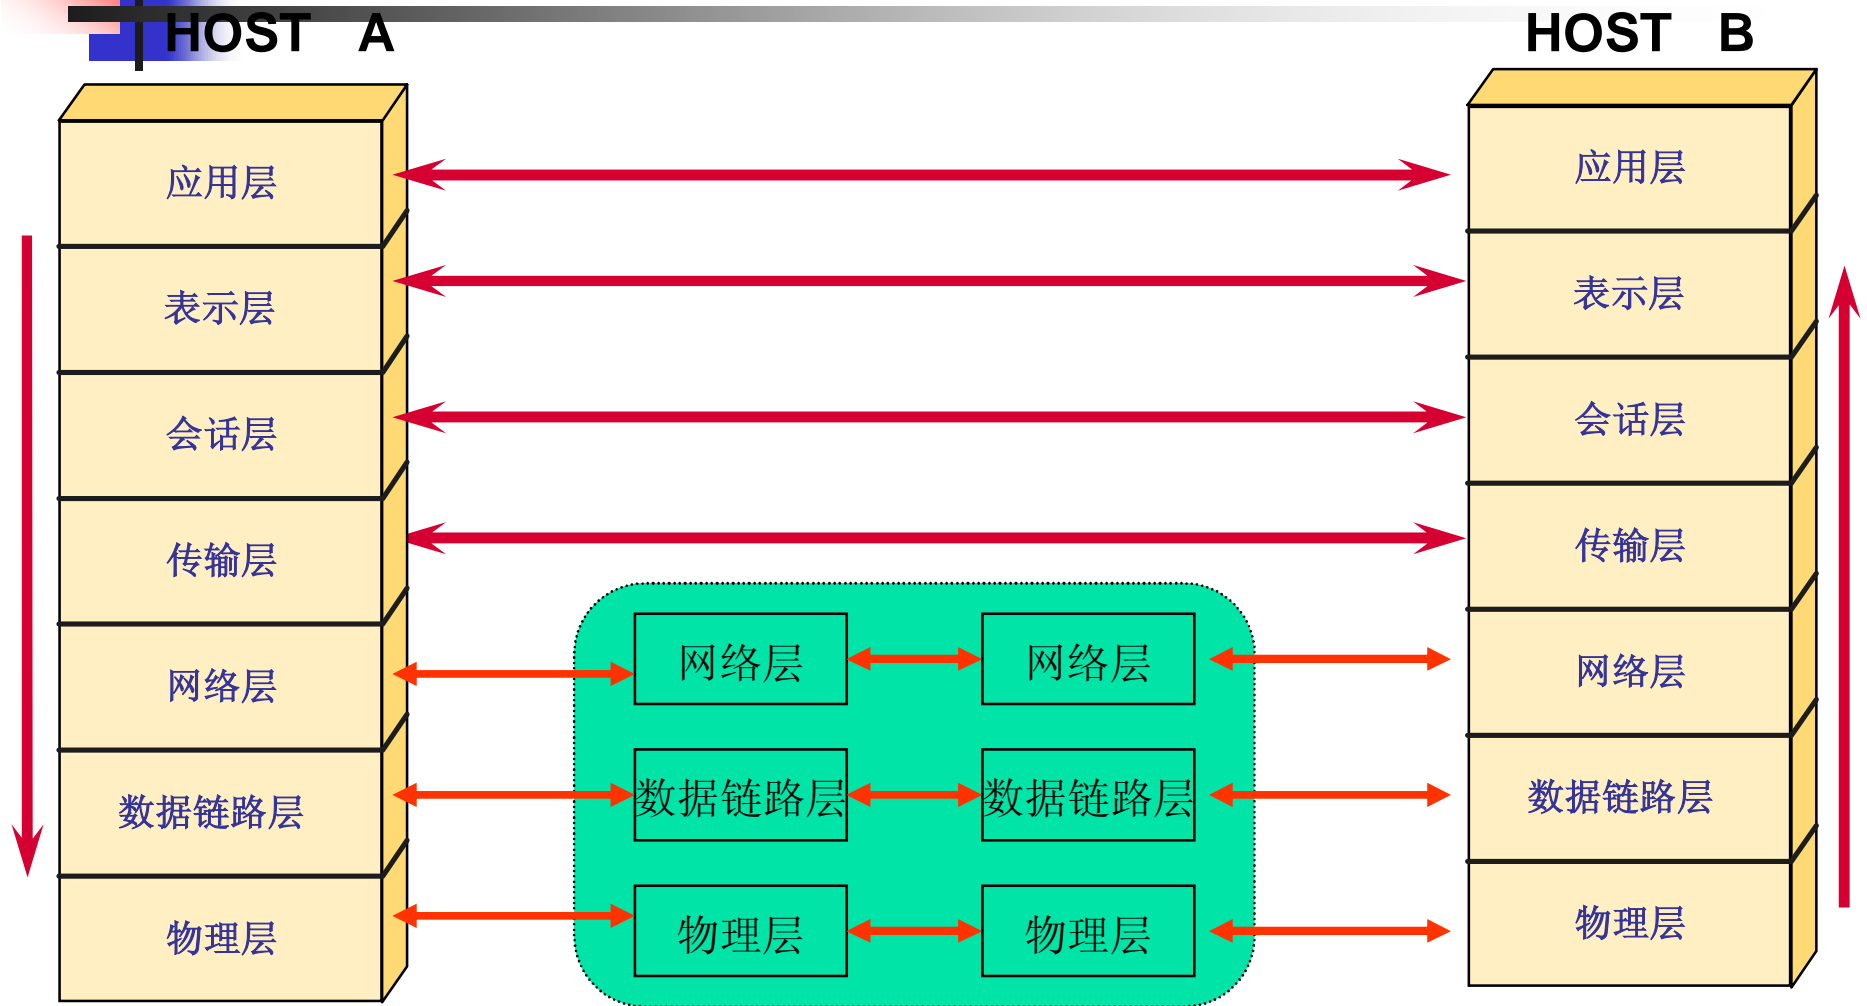 HOST A
HOST B
应用层
应用层
表示层
表示层
会话层
会话层
传输层
传输层
网络层
网络层
网络层
网络层
数据链路层
数据链路层
数据链路层
数据链路层
物理层
物理层
物理层
物理层